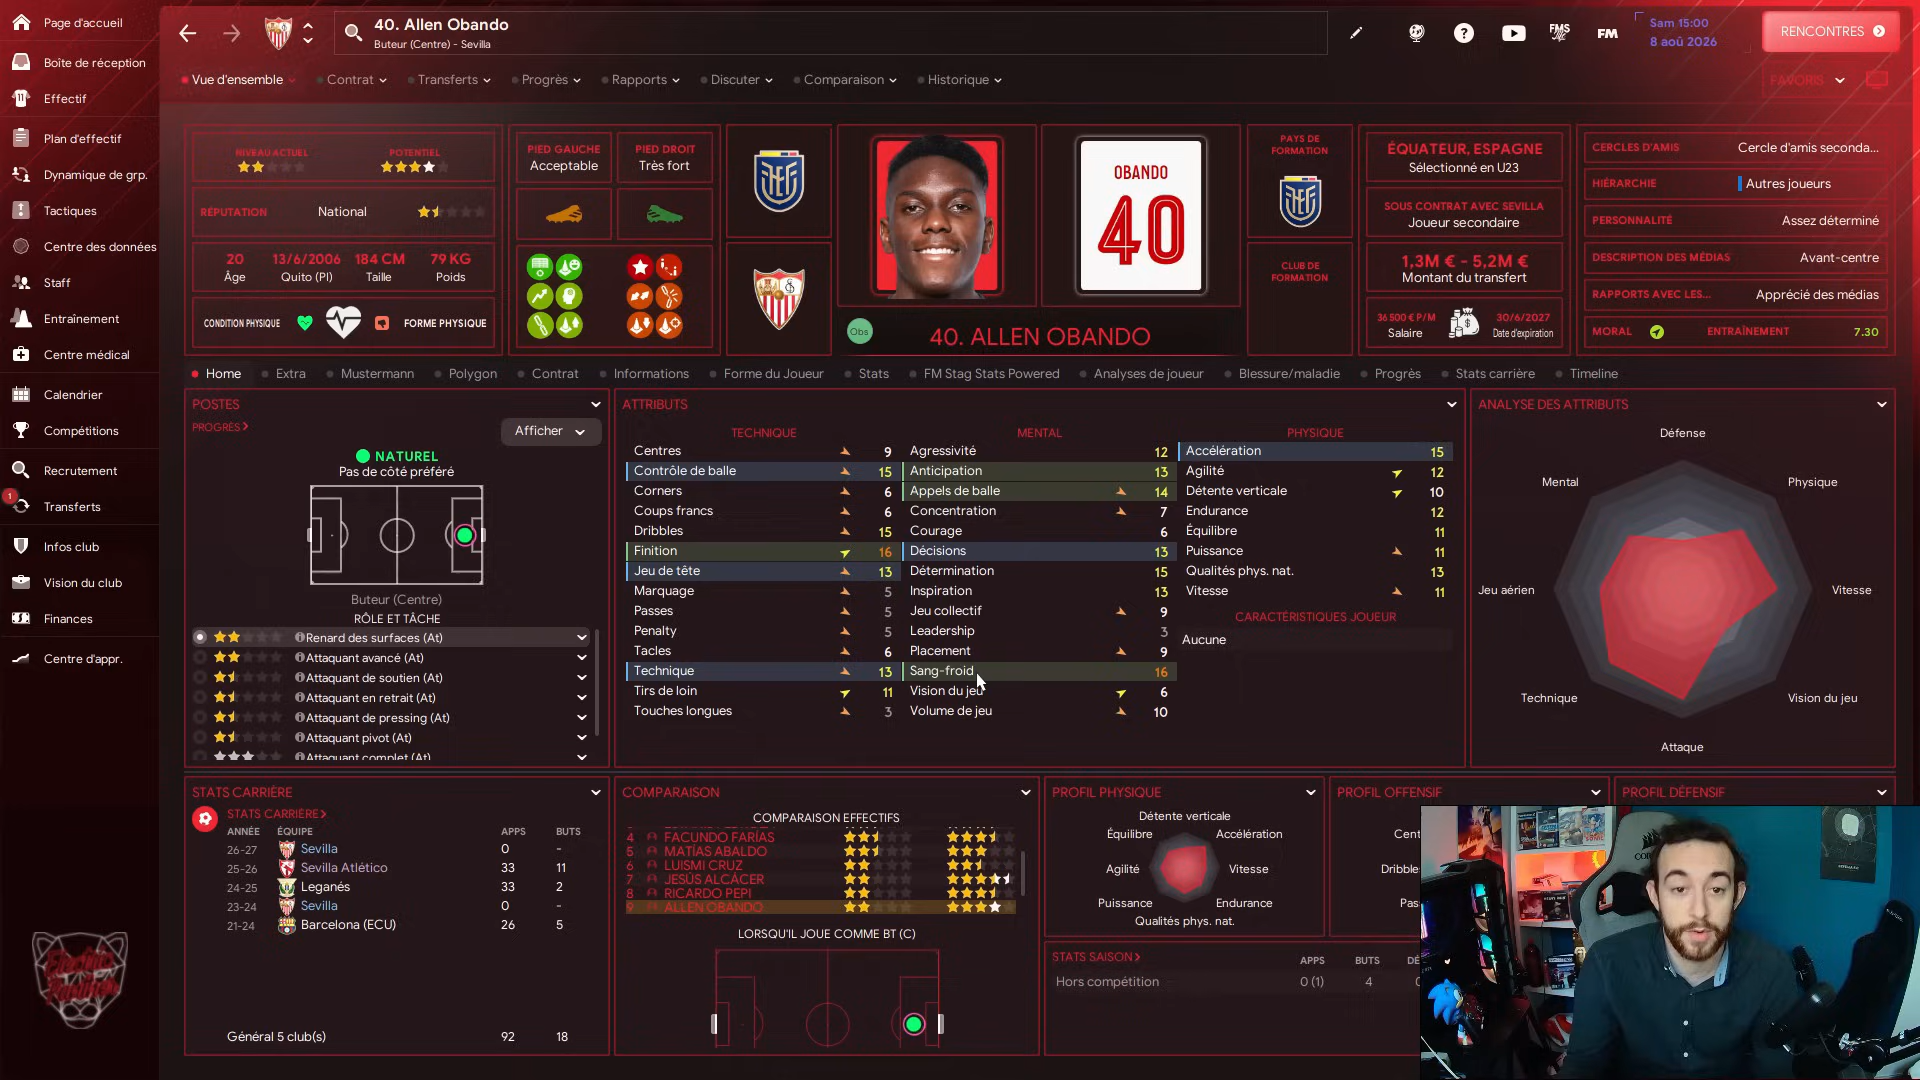 Page d'accueil
Boîte de réception
Effectif
Plan d'effectif
Dynamique de grp.
Tactiques
Centre des données
Staff
Entraînement
Centre médical
Calendrier
Compétitions
Recrutement
1
Transferts
Infos club
Vision du club
Finances
Centre d'appr.
40. Allen Obando
Buteur (Centre) - Sevilla
FMS
FM
Sam 15:00
8 aoû 2026
RENCONTRES
Vue d'ensemble
Contrat
Transferts
Progrès
Rapports
Discuter
Comparaison
Historique
FAVORIS
NIVEAU ACTUEL
POTENTIEL
RÉPUTATION
National
20
Âge
13/6/2006
Quito (PI)
184 CM
Taille
79 KG
Poids
CONDITION PHYSIQUE
FORME PHYSIQUE
PIED GAUCHE
Acceptable
PIED DROIT
Très fort
OBANDO
40
Obs
40. ALLEN OBANDO
PAYS DE FORMATION
CLUB DE FORMATION
ÉQUATEUR, ESPAGNE
Sélectionné en U23
SOUS CONTRAT AVEC SEVILLA
Joueur secondaire
1,3M € - 5,2M €
Montant du transfert
36 500 € P/M
Salaire
30/6/2027
Date d'expiration
CERCLES D'AMIS
Cercle d'amis seconda...
HIÉRARCHIE
Autres joueurs
PERSONNALITÉ
Assez déterminé
DESCRIPTION DES MÉDIAS
Avant-centre
RAPPORTS AVEC LES...
Apprécié des médias
MORAL
ENTRAÎNEMENT
7.30
Home
Extra
Mustermann
Polygon
Contrat
Informations
Forme du Joueur
Stats
FM Stag Stats Powered
Analyses de joueur
Blessure/maladie
Progrès
Stats carrière
Timeline
POSTES
PROGRÈS
Afficher
NATUREL
Pas de côté préféré
Buteur (Centre)
RÔLE ET TÂCHE
Renard des surfaces (At)
Attaquant avancé (At)
Attaquant de soutien (At)
Attaquant en retrait (At)
Attaquant de pressing (At)
Attaquant pivot (At)
Attaquant complet (At)
ATTRIBUTS
TECHNIQUE
Centres 9
Contrôle de balle 15
Corners 6
Coups francs 6
Dribbles 15
Finition 16
Jeu de tête 13
Marquage 5
Passes 5
Penalty 5
Tacles 6
Technique 13
Tirs de loin 11
Touches longues 3
MENTAL
Agressivité 12
Anticipation 13
Appels de balle 14
Concentration 7
Courage 6
Décisions 13
Détermination 15
Inspiration 13
Jeu collectif 9
Leadership 3
Placement 9
Sang-froid 16
Vision du jeu 6
Volume de jeu 10
PHYSIQUE
Accélération 15
Agilité 12
Détente verticale 10
Endurance 12
Équilibre 11
Puissance 11
Qualités phys. nat. 13
Vitesse 11
CARACTÉRISTIQUES JOUEUR
Aucune
ANALYSE DES ATTRIBUTS
Défense
Mental
Physique
Jeu aérien
Vitesse
Technique
Vision du jeu
Attaque
STATS CARRIÈRE
STATS CARRIÈRE
ANNÉE ÉQUIPE APPS BUTS
26-27 Sevilla 0 -
25-26 Sevilla Atlético 33 11
24-25 Leganés 33 2
23-24 Sevilla 0 -
21-24 Barcelona (ECU) 26 5
Général 5 club(s) 92 18
COMPARAISON
COMPARAISON EFFECTIFS
4 FACUNDO FARÍAS
5 MATÍAS ABALDO
6 LUISMI CRUZ
7 JESÚS ALCÁCER
8 RICARDO PEPI
9 ALLEN OBANDO
LORSQU'IL JOUE COMME BT (C)
PROFIL PHYSIQUE
Détente verticale
Équilibre
Accélération
Agilité
Vitesse
Puissance
Endurance
Qualités phys. nat.
STATS SAISON
APPS BUTS
Hors compétition 0 (1) 4
PROFIL OFFENSIF
Cent
Dribble
Pas
PROFIL DÉFENSIF